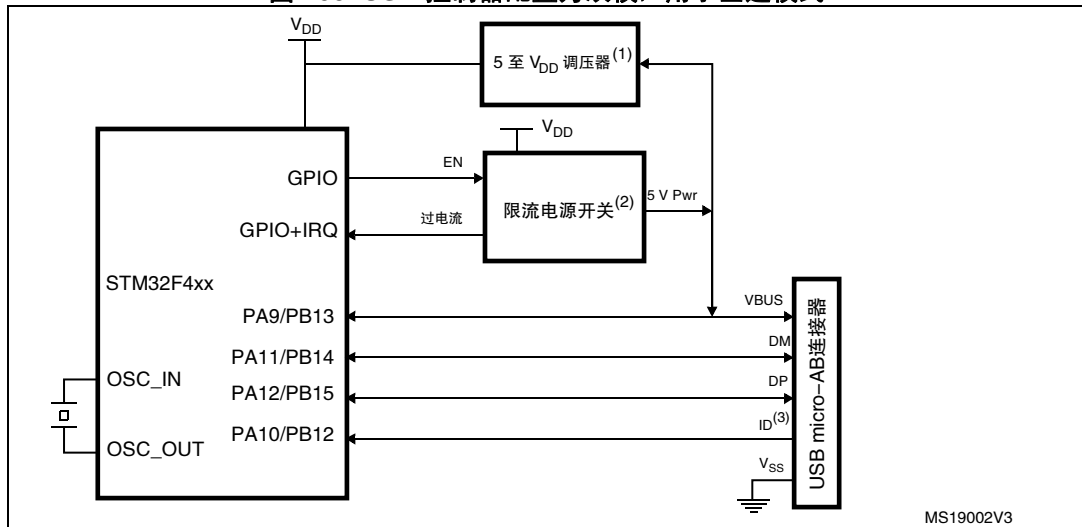 VDD
5 至 VDD 调压器(1)
VDD
GPIO
EN
限流电源开关(2)
5 V Pwr
GPIO+IRQ
过电流
STM32F4xx
PA9/PB13
VBUS
PA11/PB14
DM
OSC_IN
PA12/PB15
DP
PA10/PB12
ID(3)
OSC_OUT
VSS
USB micro-AB连接器
MS19002V3